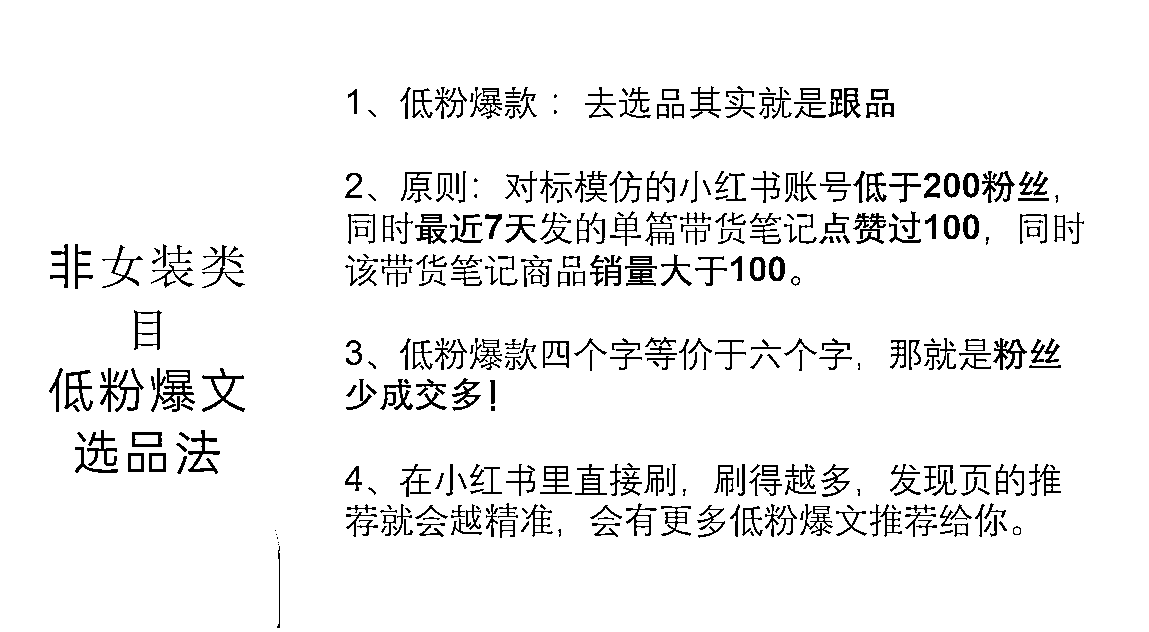 非女装类
目
低粉爆文
选品法
1、低粉爆款： 去选品其实就是跟品
2、原则：对标模仿的小红书账号低于200粉丝，
同时最近7天发的单篇带货笔记点赞过100，同时
该带货笔记商品销量大于100。
3、低粉爆款四个字等价于六个字，那就是粉丝
少成交多！
4、在小红书里直接刷，刷得越多，发现页的推
荐就会越精准，会有更多低粉爆文推荐给你。